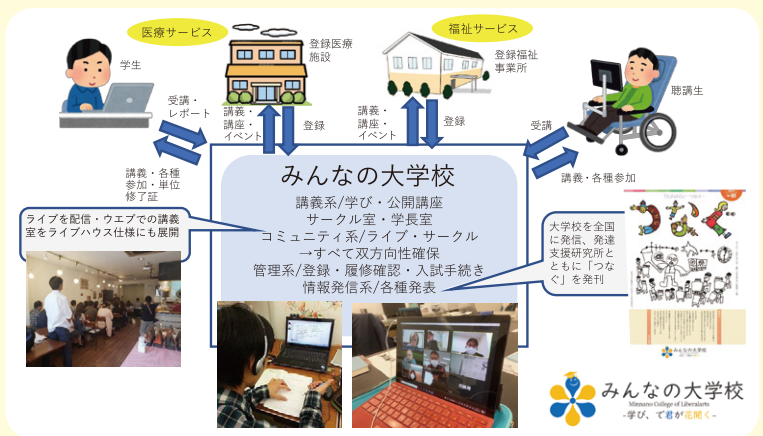 医療サービス
福祉サービス
学生
登録医療
施設
登録福祉
事業所
聴講生
受講・
レポート
講義・
講座・
イベント
登録
講義・
講座・
イベント
登録
受講
講義・各種
参加・単位
修了証
講義・各種参加
みんなの大学校
講義系/学び・公開講座
サークル室・学長室
コミュニティ系/ライブ・サークル
→すべて双方向性確保
管理系/登録・履修確認・入試手続き
情報発信系/各種発表
ライブを配信・ウエブでの講義
室をライブハウス仕様にも展開
大学校を全国
に発信、発達
支援研究所と
ともに「つな
ぐ」を発刊
みんなの大学校
みんなの大学校
Minnano College of Liberalarts
-学び、で君が花開く-